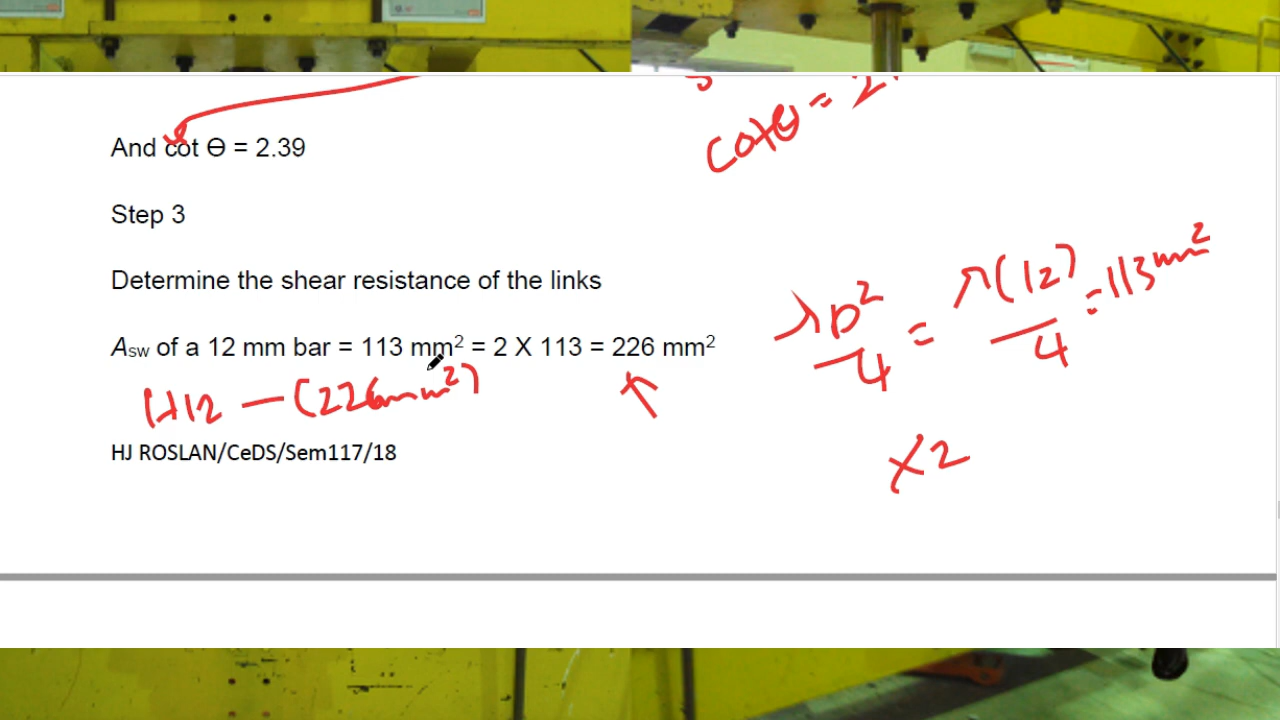 cotθ = 2.
And cot Ɵ = 2.39
Step 3
Determine the shear resistance of the links
πD²/4 = π(12)/4 = 113mm²
Asw of a 12 mm bar = 113 mm² = 2 X 113 = 226 mm²
H12 – (226mm²)
×2
HJ ROSLAN/CeDS/Sem117/18